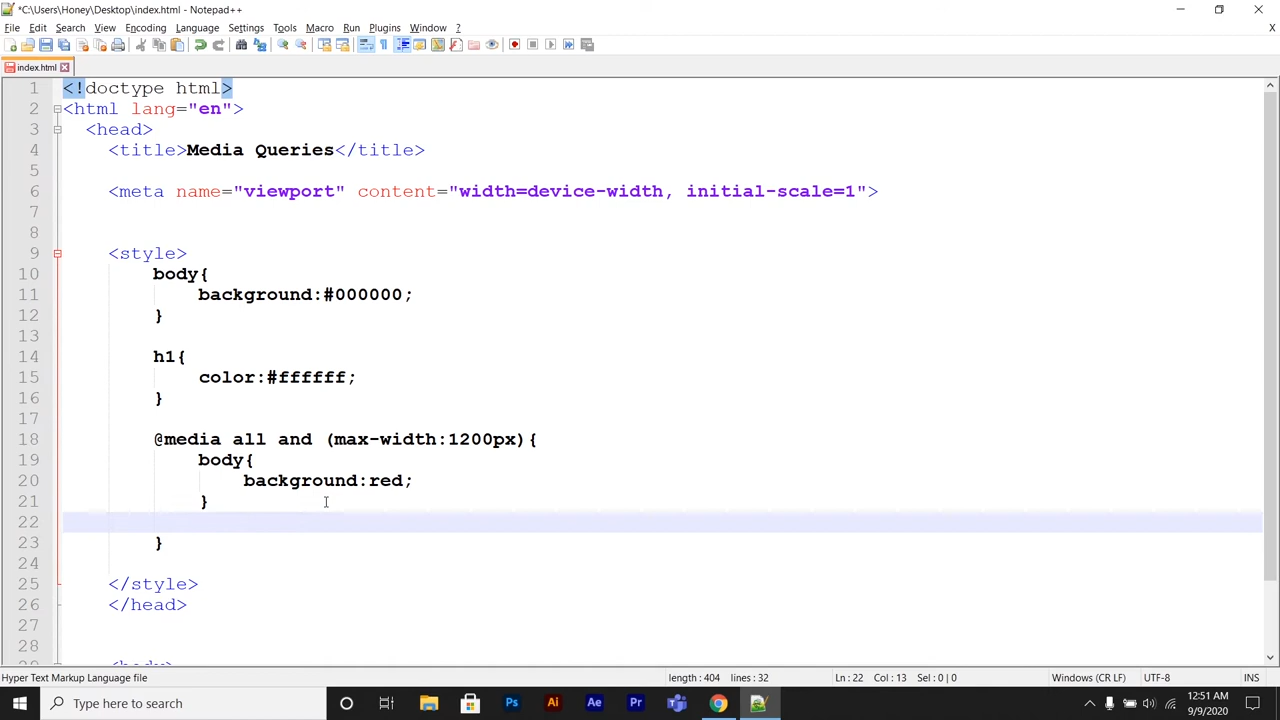 *C:\Users\Honey\Desktop\index.html - Notepad++
File Edit Search View Encoding Language Settings Tools Macro Run Plugins Window ?
X
index.html
1 <!doctype html>
2 <html lang="en">
3 <head>
4 <title>Media Queries</title>
5
6 <meta name="viewport" content="width=device-width, initial-scale=1">
7
8
9 <style>
10 body{
11 background:#000000;
12 }
13
14 h1{
15 color:#ffffff;
16 }
17
18 @media all and (max-width:1200px){
19 body{
20 background:red;
21 }
22
23 }
24
25 </style>
26 </head>
27
28
Hyper Text Markup Language file length : 404 lines : 32 Ln : 22 Col : 13 Sel : 0 | 0 Windows (CR LF) UTF-8 INS
Type here to search Ps Ai Ae Pr 12:51 AM
9/9/2020